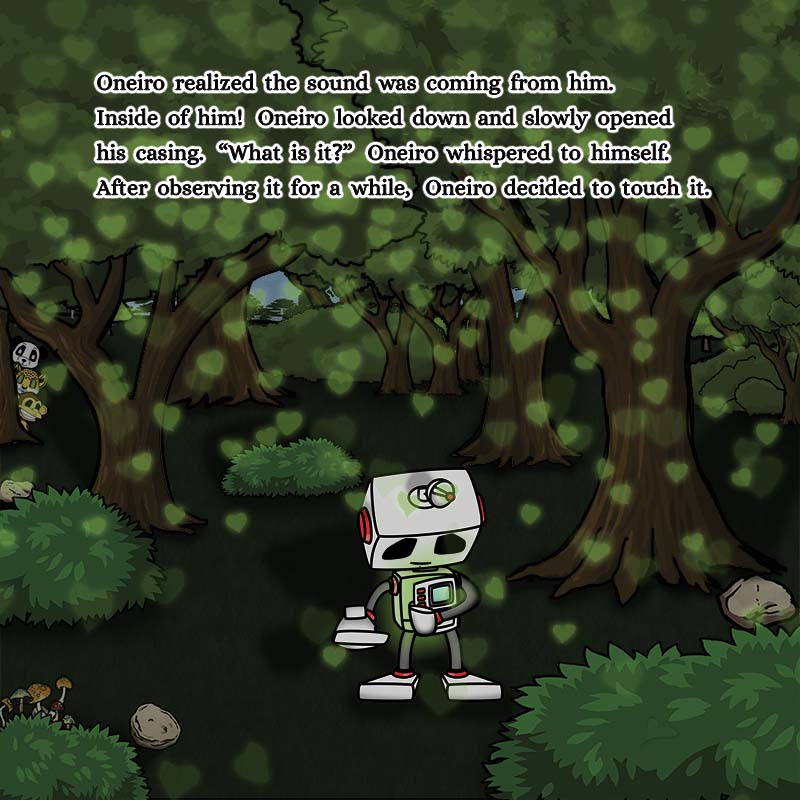 Oneiro realized the sound was coming from him.
Inside of him! Oneiro looked down and slowly opened
his casing. “What is it?” Oneiro whispered to himself.
After observing it for a while, Oneiro decided to touch it.